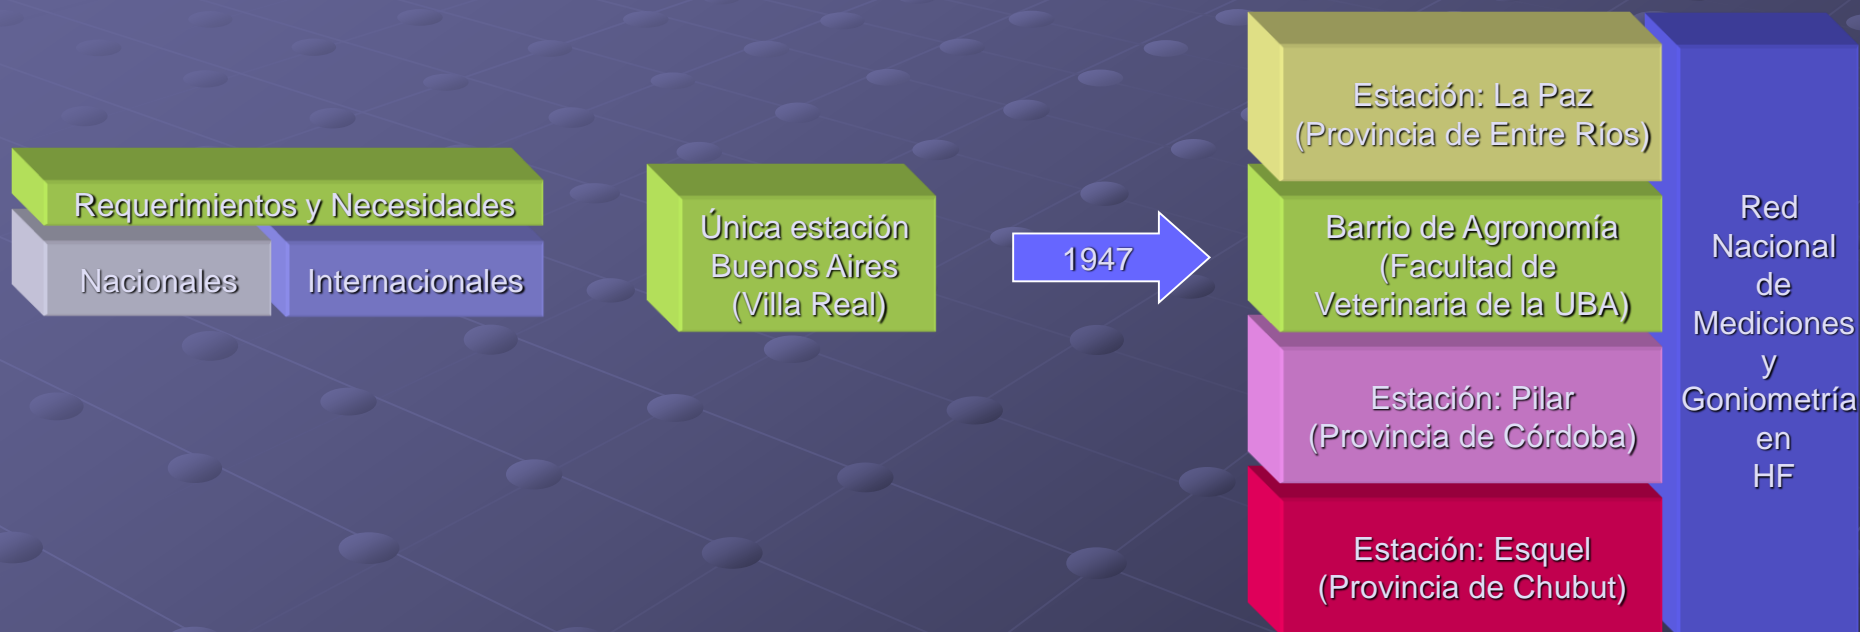 Requerimientos y Necesidades
Nacionales
Internacionales
Única estación
Buenos Aires
(Villa Real)
1947
Estación: La Paz
(Provincia de Entre Ríos)
Barrio de Agronomía
(Facultad de
Veterinaria de la UBA)
Estación: Pilar
(Provincia de Córdoba)
Estación: Esquel
(Provincia de Chubut)
Red
Nacional
de
Mediciones
y
Goniometría
en
HF